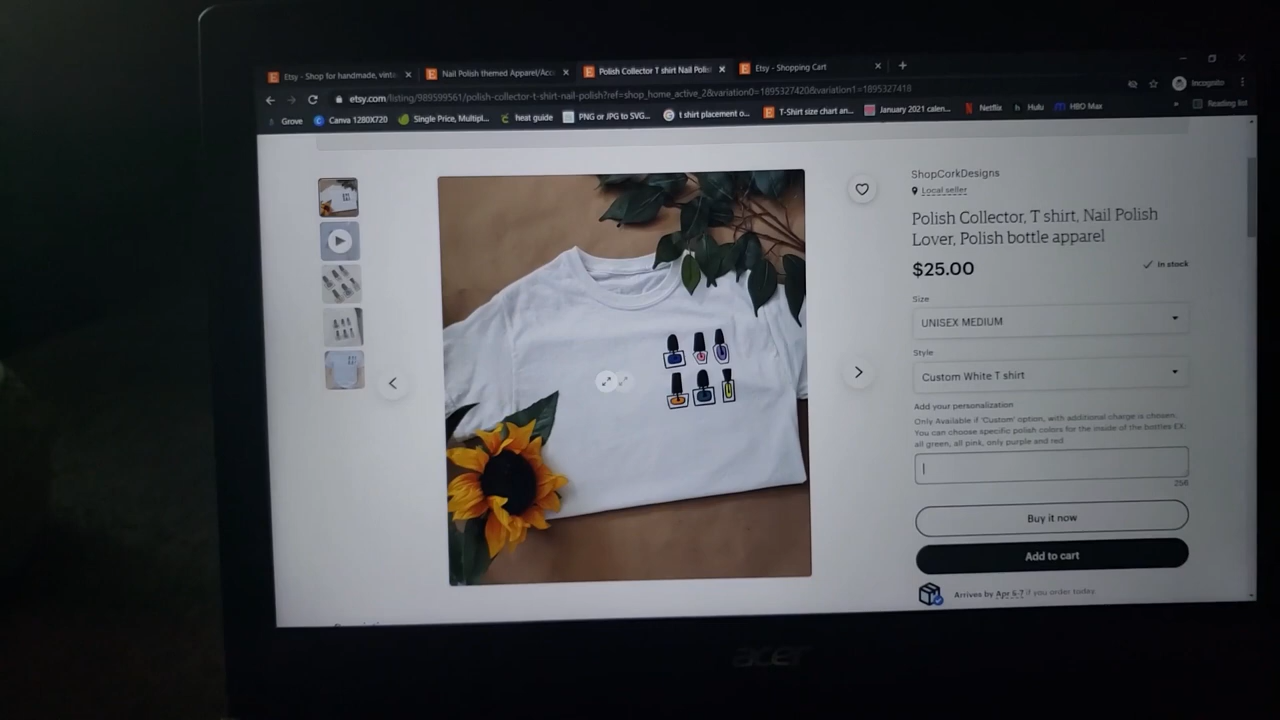 Etsy - Shop for handmade, vinta
Nail Polish themed Apparel/Acc
Polish Collector T shirt Nail Polis
Etsy - Shopping Cart
etsy.com/listing/989599561/polish-collector-t-shirt-nail-polish?ref=shop_home_active_2&variation0=1895327420&variation1=1895327418
Incognito
Grove
Canva 1280X720
Single Price, Multipl...
heat guide
PNG or JPG to SVG...
t shirt placement o...
T-Shirt size chart an...
January 2021 calen...
Netflix
Hulu
HBO Max
Reading list
ShopCorkDesigns
Local seller
Polish Collector, T shirt, Nail Polish
Lover, Polish bottle apparel
$25.00
In stock
Size
UNISEX MEDIUM
Style
Custom White T shirt
Add your personalization
Only Available if 'Custom' option, with additional charge is chosen.
You can choose specific polish colors for the inside of the bottles EX:
all green, all pink, only purple and red
256
Buy it now
Add to cart
Arrives by Apr 6-7 if you order today.
acer